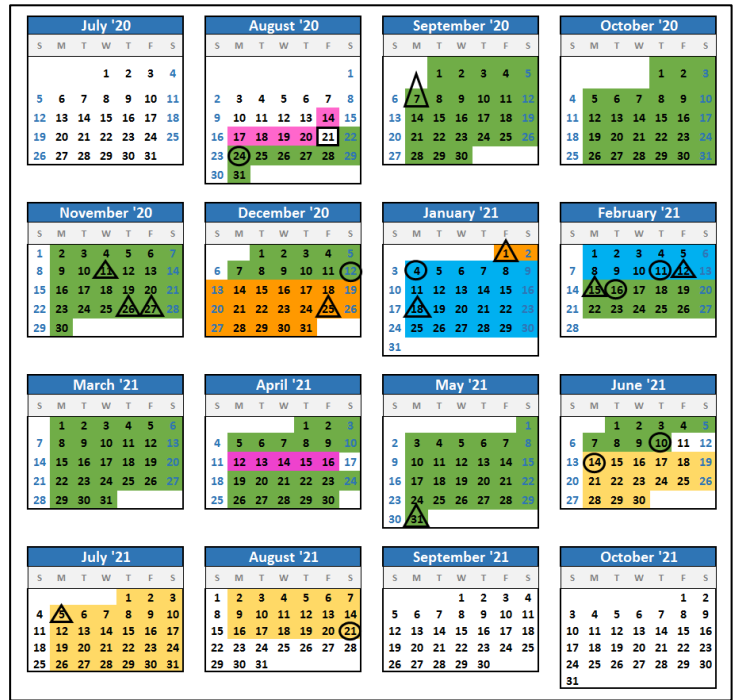 July '20
S M T W T F S
1 2 3 4
5 6 7 8 9 10 11
12 13 14 15 16 17 18
19 20 21 22 23 24 25
26 27 28 29 30 31
August '20
S M T W T F S
1
2 3 4 5 6 7 8
9 10 11 12 13 14 15
16 17 18 19 20 21 22
23 24 25 26 27 28 29
30 31
September '20
S M T W T F S
1 2 3 4 5
6 7 8 9 10 11 12
13 14 15 16 17 18 19
20 21 22 23 24 25 26
27 28 29 30
October '20
S M T W T F S
1 2 3
4 5 6 7 8 9 10
11 12 13 14 15 16 17
18 19 20 21 22 23 24
25 26 27 28 29 30 31
November '20
S M T W T F S
1 2 3 4 5 6 7
8 9 10 11 12 13 14
15 16 17 18 19 20 21
22 23 24 25 26 27 28
29 30
December '20
S M T W T F S
1 2 3 4 5
6 7 8 9 10 11 12
13 14 15 16 17 18 19
20 21 22 23 24 25 26
27 28 29 30 31
January '21
S M T W T F S
1 2
3 4 5 6 7 8 9
10 11 12 13 14 15 16
17 18 19 20 21 22 23
24 25 26 27 28 29 30
31
February '21
S M T W T F S
1 2 3 4 5 6
7 8 9 10 11 12 13
14 15 16 17 18 19 20
21 22 23 24 25 26 27
28
March '21
S M T W T F S
1 2 3 4 5 6
7 8 9 10 11 12 13
14 15 16 17 18 19 20
21 22 23 24 25 26 27
28 29 30 31
April '21
S M T W T F S
1 2 3
4 5 6 7 8 9 10
11 12 13 14 15 16 17
18 19 20 21 22 23 24
25 26 27 28 29 30
May '21
S M T W T F S
1
2 3 4 5 6 7 8
9 10 11 12 13 14 15
16 17 18 19 20 21 22
23 24 25 26 27 28 29
30 31
June '21
S M T W T F S
1 2 3 4 5
6 7 8 9 10 11 12
13 14 15 16 17 18 19
20 21 22 23 24 25 26
27 28 29 30
July '21
S M T W T F S
1 2 3
4 5 6 7 8 9 10
11 12 13 14 15 16 17
18 19 20 21 22 23 24
25 26 27 28 29 30 31
August '21
S M T W T F S
1 2 3 4 5 6 7
8 9 10 11 12 13 14
15 16 17 18 19 20 21
22 23 24 25 26 27 28
29 30 31
September '21
S M T W T F S
1 2 3 4
5 6 7 8 9 10 11
12 13 14 15 16 17 18
19 20 21 22 23 24 25
26 27 28 29 30
October '21
S M T W T F S
1 2
3 4 5 6 7 8 9
10 11 12 13 14 15 16
17 18 19 20 21 22 23
24 25 26 27 28 29 30
31